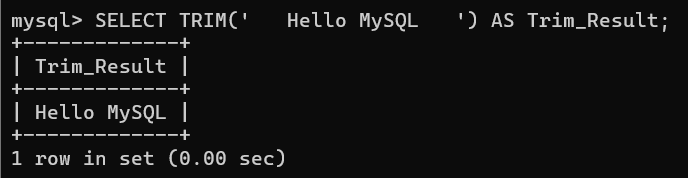 mysql> SELECT TRIM('   Hello MySQL   ') AS Trim_Result;
+-------------+
| Trim_Result |
+-------------+
| Hello MySQL |
+-------------+
1 row in set (0.00 sec)